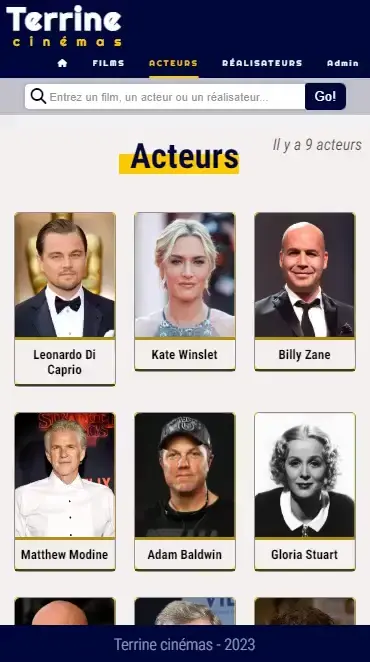 Terrine
cinémas
FILMS ACTEURS RÉALISATEURS Admin
Entrez un film, un acteur ou un réalisateur... Go!
Il y a 9 acteurs
Acteurs
Leonardo Di
Caprio
Kate Winslet
Billy Zane
Matthew Modine
Adam Baldwin
Gloria Stuart
Terrine cinémas - 2023